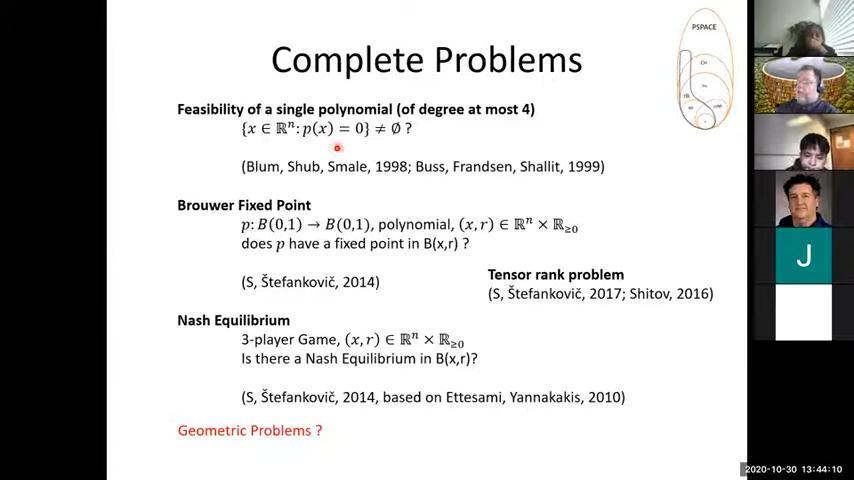 Complete Problems
PSPACE
Feasibility of a single polynomial (of degree at most 4)
{x ∈ ℝⁿ: p(x) = 0} ≠ ∅ ?
(Blum, Shub, Smale, 1998; Buss, Frandsen, Shallit, 1999)
Brouwer Fixed Point
p: B(0,1) → B(0,1), polynomial, (x, r) ∈ ℝⁿ × ℝ≥0
does p have a fixed point in B(x,r) ?
(S, Štefankovič, 2014)
Tensor rank problem
(S, Štefankovič, 2017; Shitov, 2016)
Nash Equilibrium
3-player Game, (x, r) ∈ ℝⁿ × ℝ≥0
Is there a Nash Equilibrium in B(x,r)?
(S, Štefankovič, 2014, based on Ettesami, Yannakakis, 2010)
Geometric Problems ?
J
2020-10-30 13:44:10